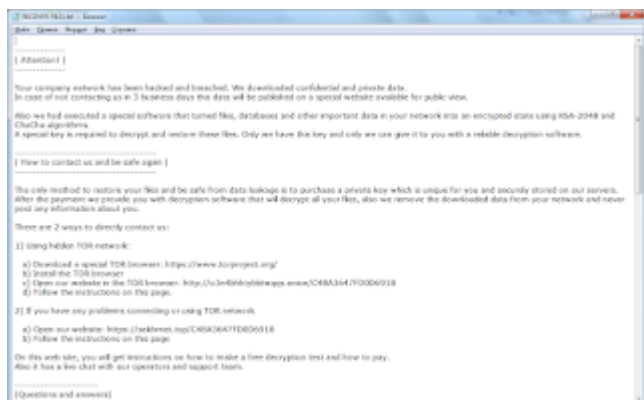 RECOVER-FILES.txt — Блокнот
Файл Правка Формат Вид Справка
------------
| Attention! |
------------
Your company network has been hacked and breached. We downloaded confidential and private data.
In case of not contacting us in 3 business days this data will be published on a special website available for public view.
Also we had executed a special software that turned files, databases and other important data in your network into an encrypted state using RSA-2048 and
ChaCha algorithms.
A special key is required to decrypt and restore these files. Only we have this key and only we can give it to you with a reliable decryption software.
---------------------------------------
| How to contact us and be safe again |
---------------------------------------
The only method to restore your files and be safe from data leakage is to purchase a private key which is unique for you and securely stored on our servers.
After the payment we provide you with decryption software that will decrypt all your files, also we remove the downloaded data from your network and never
post any information about you.
There are 2 ways to directly contact us:
1) Using hidden TOR network:
a) Download a special TOR browser: https://www.torproject.org/
b) Install the TOR browser
c) Open our website in the TOR browser:
d) Follow the instructions on this page.
2) If you have any problems connecting or using TOR network
a) Open our website: https://sekhmet.top/C4BA3647FD0D6918
b) Follow the instructions on this page
On this web site, you will get instructions on how to make a free decryption test and how to pay.
Also it has a live chat with our operators and support team.
---------------------
|Questions and answers|